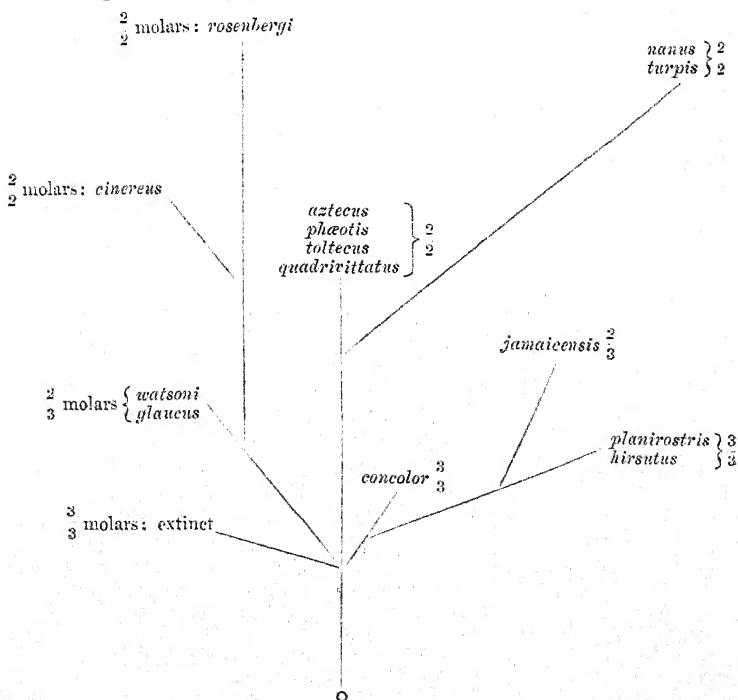 2/2 molars: rosenbergi
nanus } 2
turpis } 2
2/2 molars: cinereus
aztecus
phæotis
toltecus
quadrivittatus } 2/2
jamaicensis 2/3
2/3 molars { watsoni
glaucus
planirostris } 3
hirsutus } 3
concolor 3/3
3/3 molars: extinct